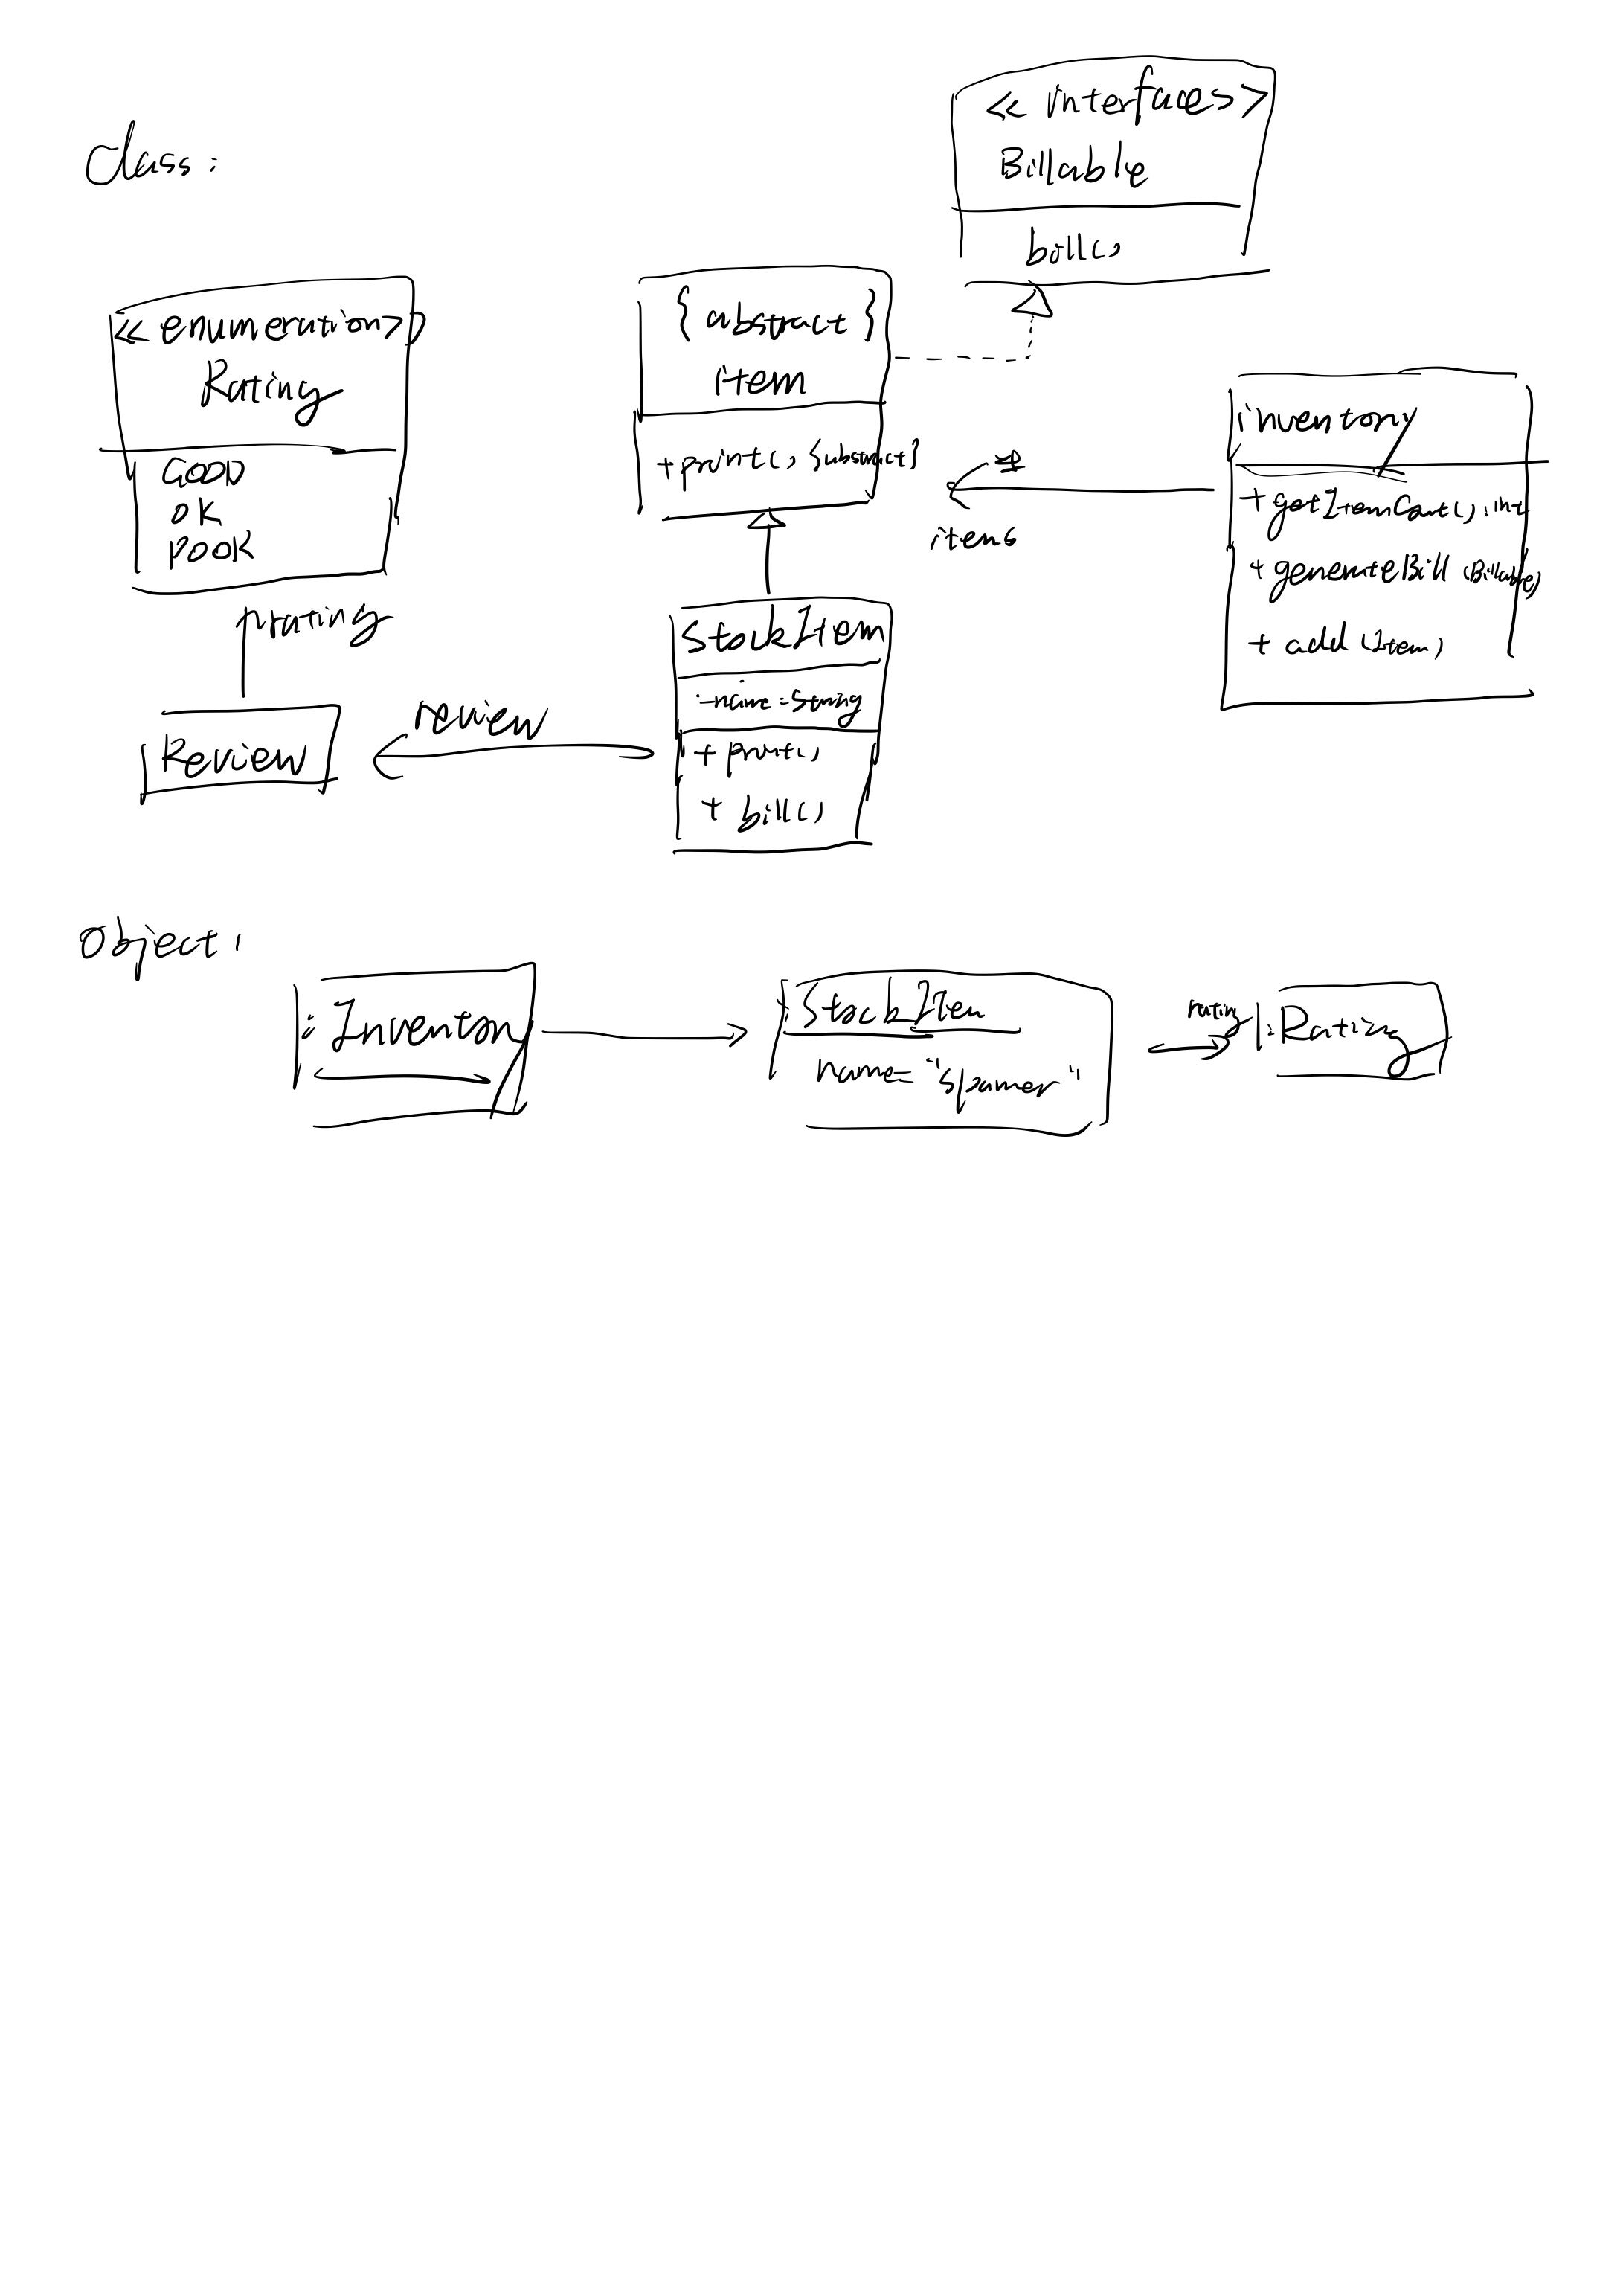 Class:
<< interfaces>>
Billable
bill()
<< enumeration>>
Rating
GOOD
OK
POOR
{ abstract }
item
+ print() {abstract}
inventory
+ getItemCount(): int
+ generateBill (Billable)
+ add (Item)
*
items
rating
Review
review
StockItem
- name: String
+ print()
+ bill()
Object:
: Inventory
: StockItem
name= "Spamer"
rating
: Rating